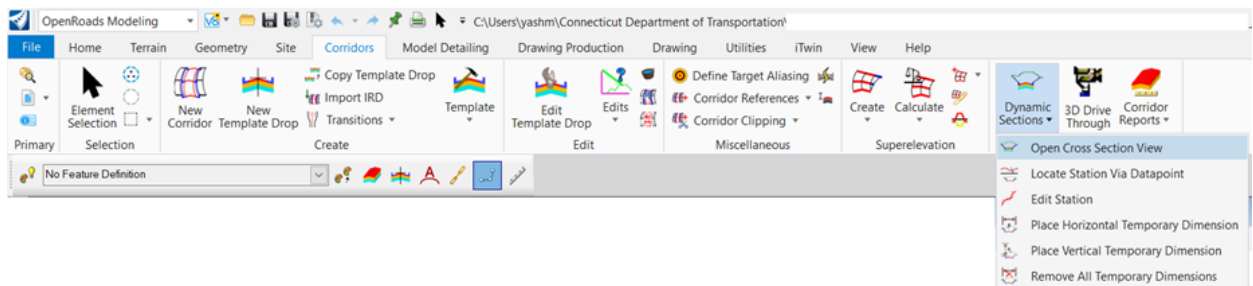 OpenRoads Modeling
C:\Users\yashm\Connecticut Department of Transportation\
File Home Terrain Geometry Site Corridors Model Detailing Drawing Production Drawing Utilities iTwin View Help
Element Selection
New Corridor
New Template Drop
Copy Template Drop
Import IRD
Transitions
Template
Edit Template Drop
Edits
Define Target Aliasing
Corridor References
Corridor Clipping
Create
Calculate
Dynamic Sections
3D Drive Through
Corridor Reports
Primary Selection Create Edit Miscellaneous Superelevation
No Feature Definition
Open Cross Section View
Locate Station Via Datapoint
Edit Station
Place Horizontal Temporary Dimension
Place Vertical Temporary Dimension
Remove All Temporary Dimensions